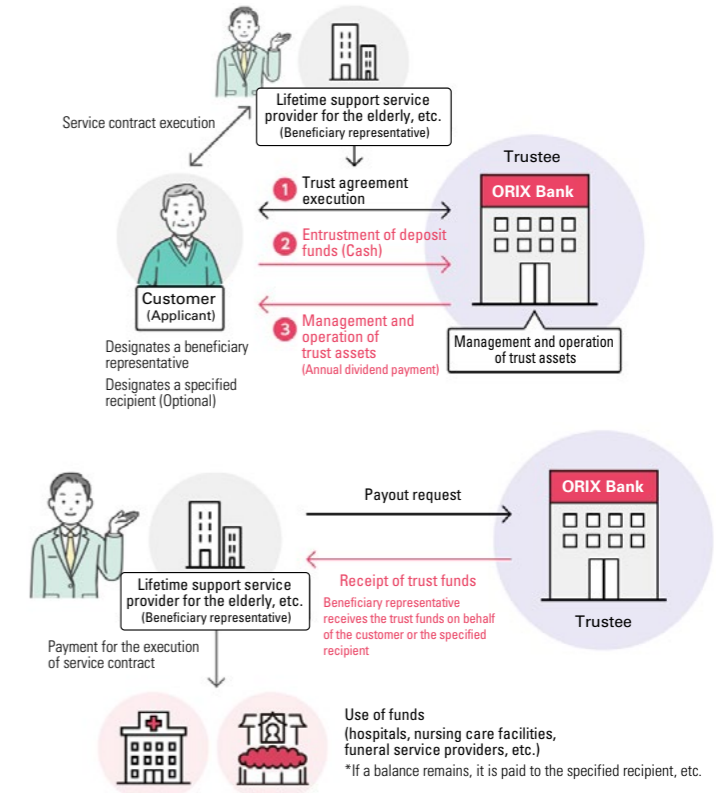 Lifetime support service
provider for the elderly, etc.
(Beneficiary representative)
Service contract execution
Trustee
ORIX Bank
1 Trust agreement
execution
2 Entrustment of deposit
funds (Cash)
3 Management and
operation of
trust assets
(Annual dividend payment)
Customer
(Applicant)
Designates a beneficiary
representative
Designates a specified
recipient (Optional)
Management and operation
of trust assets
Payout request
ORIX Bank
Trustee
Receipt of trust funds
Beneficiary representative
receives the trust funds on behalf
of the customer or the specified
recipient
Lifetime support service
provider for the elderly, etc.
(Beneficiary representative)
Payment for the execution
of service contract
Use of funds
(hospitals, nursing care facilities,
funeral service providers, etc.)
*If a balance remains, it is paid to the specified recipient, etc.